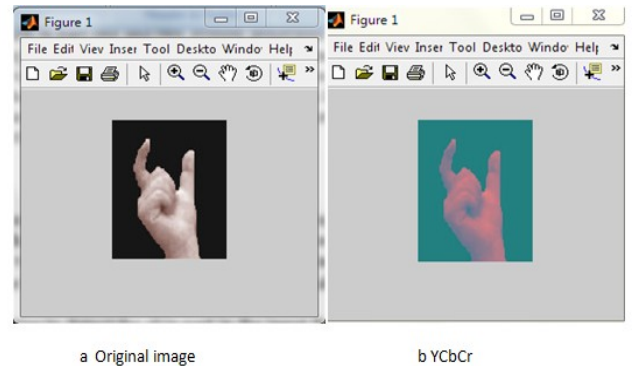 Figure 1
File Edit Viev Inser Tool Deskto Windo Help
Figure 1
File Edit Viev Inser Tool Deskto Windo Help
a Original image
b YCbCr